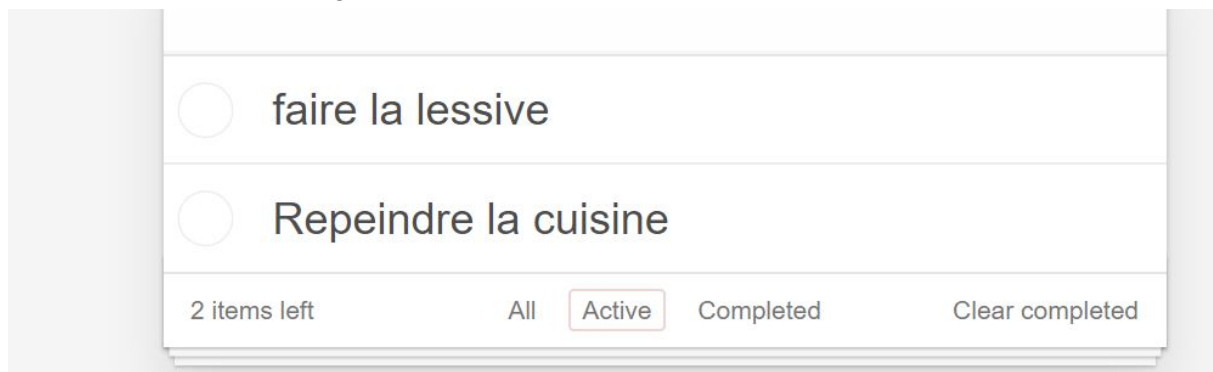 faire la lessive
Repeindre la cuisine
2 items left All Active Completed Clear completed